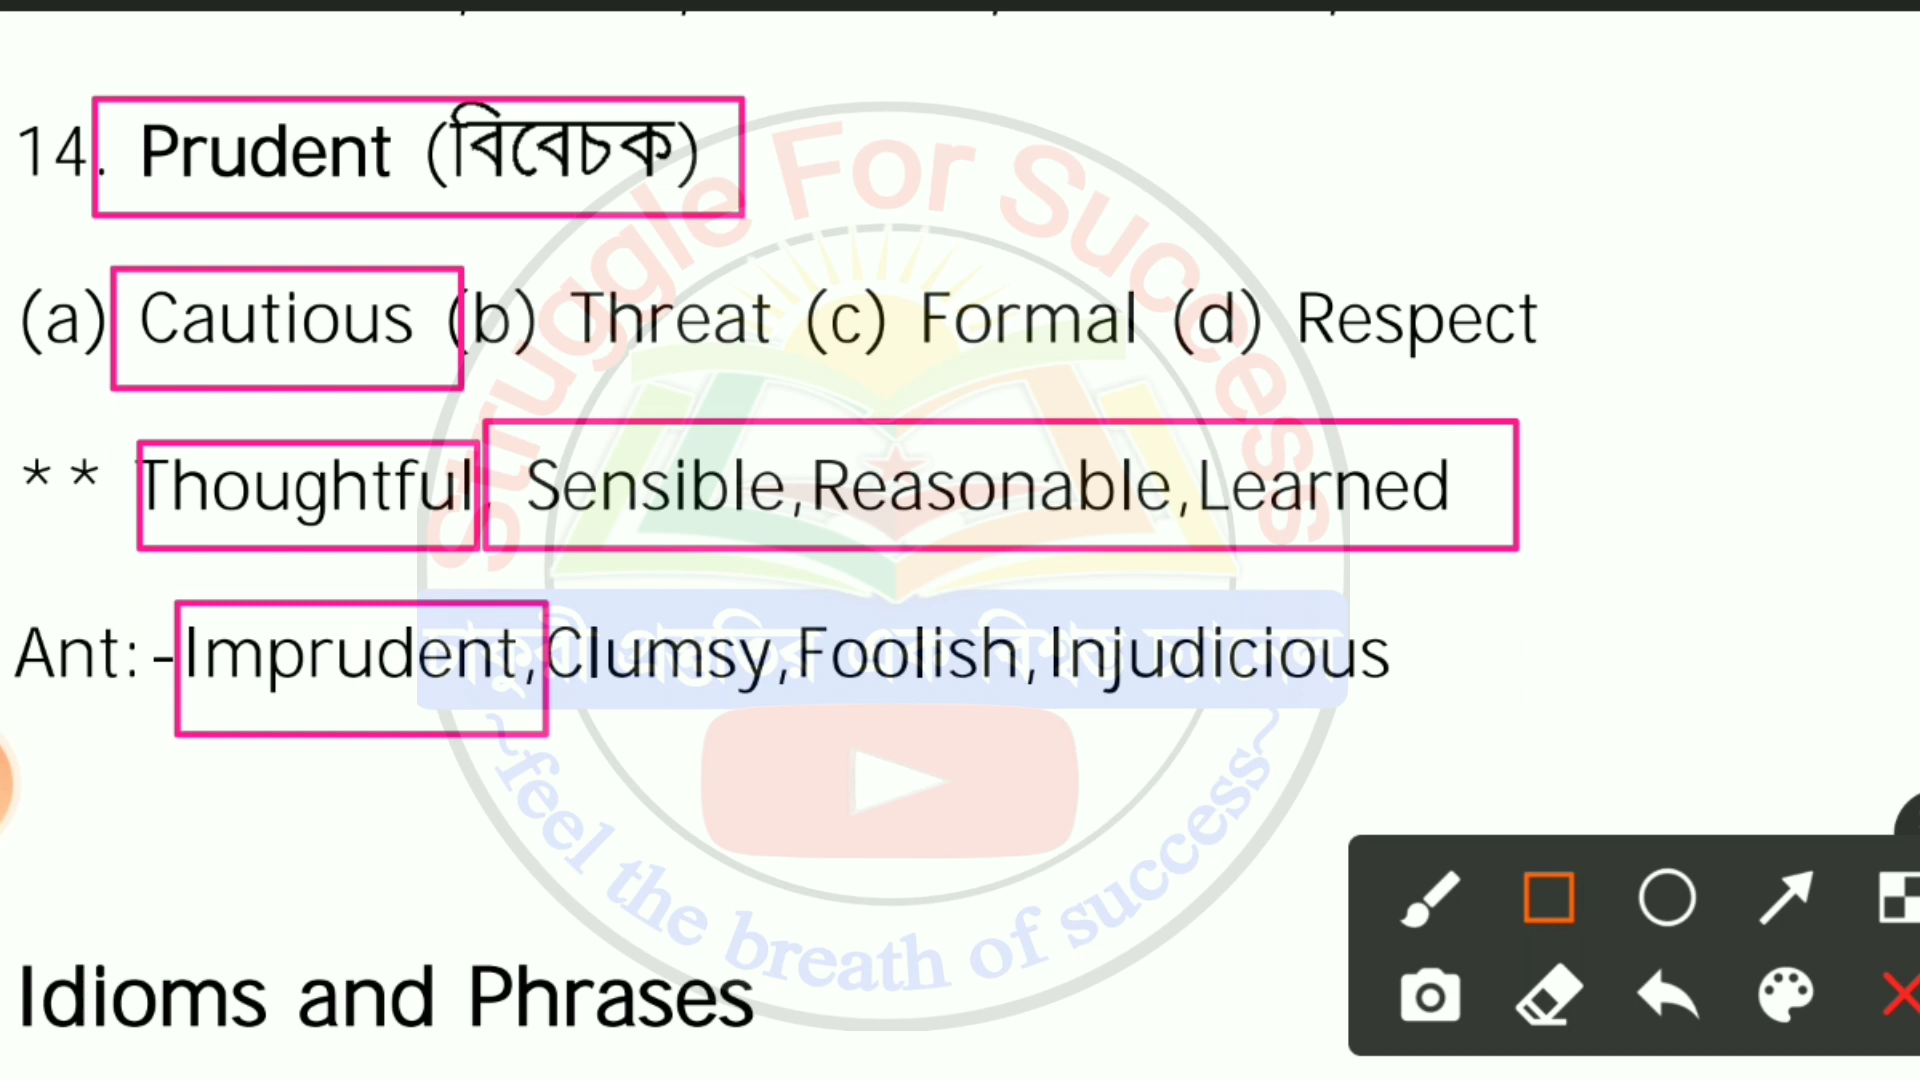 14. Prudent (বিবেচক)
Struggle For Success
(a) Cautious (b) Threat (c) Formal (d) Respect
** Thoughtful, Sensible,Reasonable,Learned
Ant:-Imprudent,Clumsy,Foolish,Injudicious
~feel the breath of success~
Idioms and Phrases